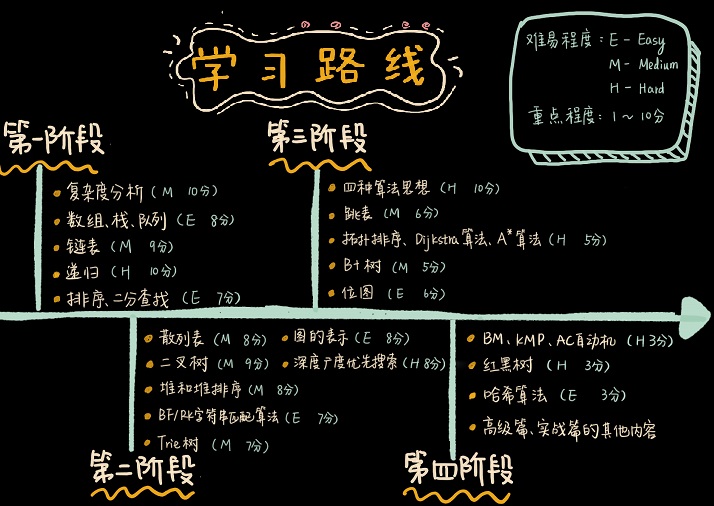 学习路线
难易程度：E - Easy
M - Medium
H - Hard
重点程度：1 ~ 10分
第一阶段
复杂度分析（M 10分）
数组、栈、队列（E 8分）
链表（M 9分）
递归（H 10分）
排序、二分查找（E 7分）
第二阶段
散列表（M 8分）
二叉树（M 9分）
堆和堆排序（M 8分）
BF/RK字符串匹配算法（E 7分）
Trie树（M 7分）
图的表示（E 8分）
深度广度优先搜索（H 8分）
第三阶段
四种算法思想（H 10分）
跳表（M 6分）
拓扑排序、Dijkstra算法、A*算法（H 5分）
B+树（M 5分）
位图（E 6分）
第四阶段
BM、KMP、AC自动机（H 3分）
红黑树（H 3分）
哈希算法（E 3分）
高级篇、实战篇的其他内容